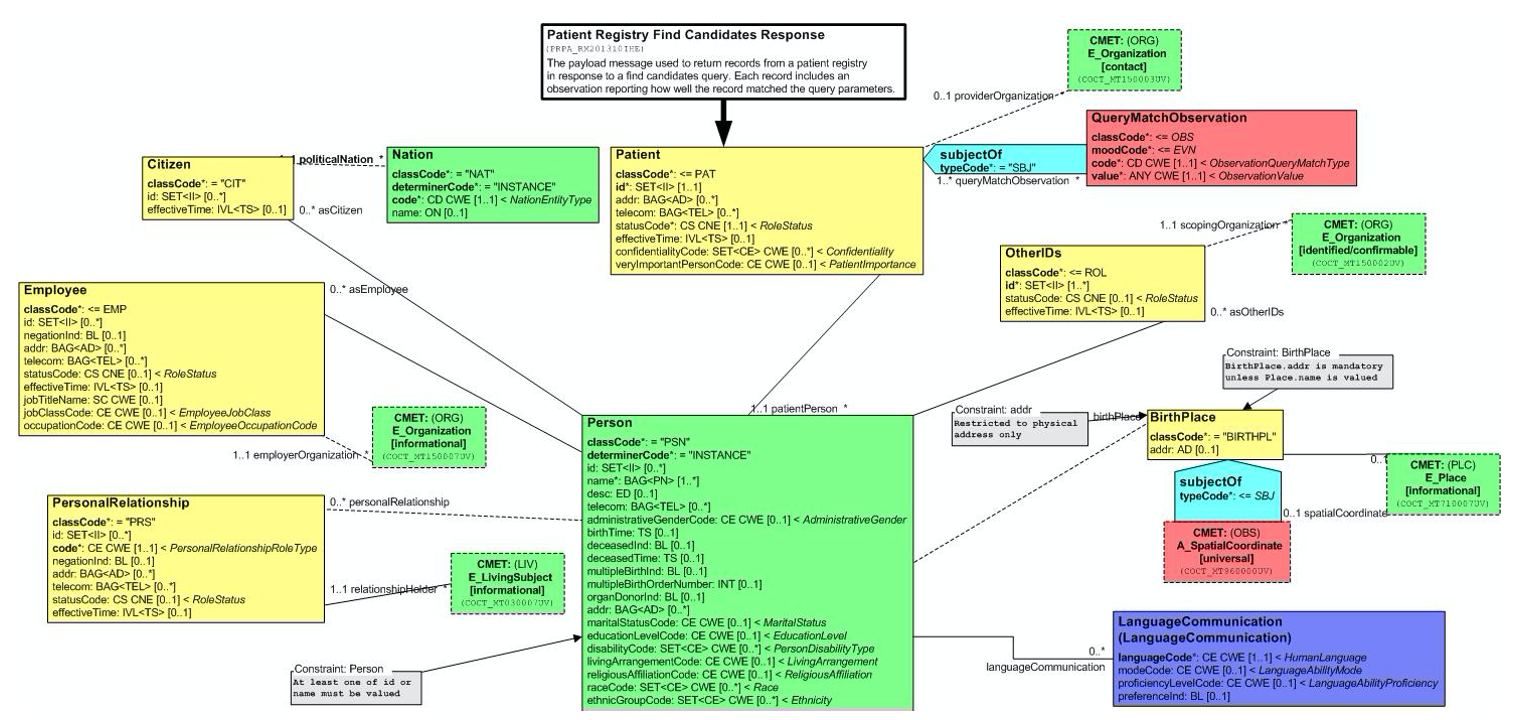 Patient Registry Find Candidates Response
(PRPA_RM201310IHE)
The payload message used to return records from a patient registry
in response to a find candidates query. Each record includes an
observation reporting how well the record matched the query parameters.
CMET: (ORG)
E_Organization
[contact]
(COCT_MT150003UV)
0..1 providerOrganization
QueryMatchObservation
classCode*: <= OBS
moodCode*: <= EVN
code*: CD CWE [1..1] < ObservationQueryMatchType
value*: ANY CWE [1..1] < ObservationValue
subjectOf
typeCode*: = "SBJ"
1..* queryMatchObservation *
Citizen
classCode*: = "CIT"
id: SET<II> [0..*]
effectiveTime: IVL<TS> [0..1]
politicalNation *
0..* asCitizen
Nation
classCode*: = "NAT"
determinerCode*: = "INSTANCE"
code*: CD CWE [1..1] < NationEntityType
name: ON [0..1]
Patient
classCode*: <= PAT
id*: SET<II> [1..1]
addr: BAG<AD> [0..*]
telecom: BAG<TEL> [0..*]
statusCode*: CS CNE [1..1] < RoleStatus
effectiveTime: IVL<TS> [0..1]
confidentialityCode: SET<CE> CWE [0..*] < Confidentiality
veryImportantPersonCode: CE CWE [0..1] < PatientImportance
1..1 scopingOrganization
CMET: (ORG)
E_Organization
[identified/confirmable]
(COCT_MT150002UV)
OtherIDs
classCode*: <= ROL
id*: SET<II> [1..*]
statusCode: CS CNE [0..1] < RoleStatus
effectiveTime: IVL<TS> [0..1]
0..* asOtherIDs
Employee
classCode*: <= EMP
id: SET<II> [0..*]
negationInd: BL [0..1]
addr: BAG<AD> [0..*]
telecom: BAG<TEL> [0..*]
statusCode: CS CNE [0..1] < RoleStatus
effectiveTime: IVL<TS> [0..1]
jobTitleName: SC CWE [0..1]
jobClassCode: CE CWE [0..1] < EmployeeJobClass
occupationCode: CE CWE [0..1] < EmployeeOccupationCode
0..* asEmployee
CMET: (ORG)
E_Organization
[informational]
(COCT_MT150007UV)
1..1 employerOrganization *
Constraint: BirthPlace
BirthPlace.addr is mandatory
unless Place.name is valued
Constraint: addr
Restricted to physical
address only
birthPlace
BirthPlace
classCode*: = "BIRTHPL"
addr: AD [0..1]
0..1
CMET: (PLC)
E_Place
[informational]
(COCT_MT710007UV)
subjectOf
typeCode*: <= SBJ
0..1 spatialCoordinate
CMET: (OBS)
A_SpatialCoordinate
[universal]
(COCT_MT960000UV)
1..1 patientPerson *
Person
classCode*: = "PSN"
determinerCode*: = "INSTANCE"
id: SET<II> [0..*]
name*: BAG<PN> [1..*]
desc: ED [0..1]
telecom: BAG<TEL> [0..*]
administrativeGenderCode: CE CWE [0..1] < AdministrativeGender
birthTime: TS [0..1]
deceasedInd: BL [0..1]
deceasedTime: TS [0..1]
multipleBirthInd: BL [0..1]
multipleBirthOrderNumber: INT [0..1]
organDonorInd: BL [0..1]
addr: BAG<AD> [0..*]
maritalStatusCode: CE CWE [0..1] < MaritalStatus
educationLevelCode: CE CWE [0..1] < EducationLevel
disabilityCode: SET<CE> CWE [0..*] < PersonDisabilityType
livingArrangementCode: CE CWE [0..1] < LivingArrangement
religiousAffiliationCode: CE CWE [0..1] < ReligiousAffiliation
raceCode: SET<CE> CWE [0..*] < Race
ethnicGroupCode: SET<CE> CWE [0..*] < Ethnicity
PersonalRelationship
classCode*: = "PRS"
id: SET<II> [0..*]
code*: CE CWE [1..1] < PersonalRelationshipRoleType
negationInd: BL [0..1]
addr: BAG<AD> [0..*]
telecom: BAG<TEL> [0..*]
statusCode: CS CNE [0..1] < RoleStatus
effectiveTime: IVL<TS> [0..1]
0..* personalRelationship
CMET: (LIV)
E_LivingSubject
[informational]
(COCT_MT030007UV)
1..1 relationshipHolder *
Constraint: Person
At least one of id or
name must be valued
0..*
languageCommunication
LanguageCommunication
(LanguageCommunication)
languageCode*: CE CWE [1..1] < HumanLanguage
modeCode: CE CWE [0..1] < LanguageAbilityMode
proficiencyLevelCode: CE CWE [0..1] < LanguageAbilityProficiency
preferenceInd: BL [0..1]